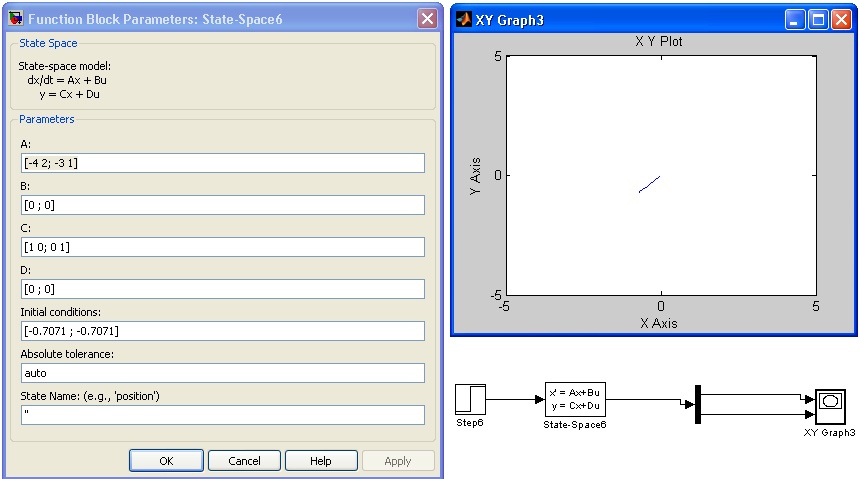 Function Block Parameters: State-Space6
State Space
State-space model:
dx/dt = Ax + Bu
y = Cx + Du
Parameters
A:
[-4 2; -3 1]
B:
[0 ; 0]
C:
[1 0; 0 1]
D:
[0 ; 0]
Initial conditions:
[-0.7071 ; -0.7071]
Absolute tolerance:
auto
State Name: (e.g., 'position')
''
OK Cancel Help Apply
XY Graph3
X Y Plot
5
0
-5
Y Axis
-5 0 5
X Axis
Step6
x' = Ax+Bu
y = Cx+Du
State-Space6
XY Graph3